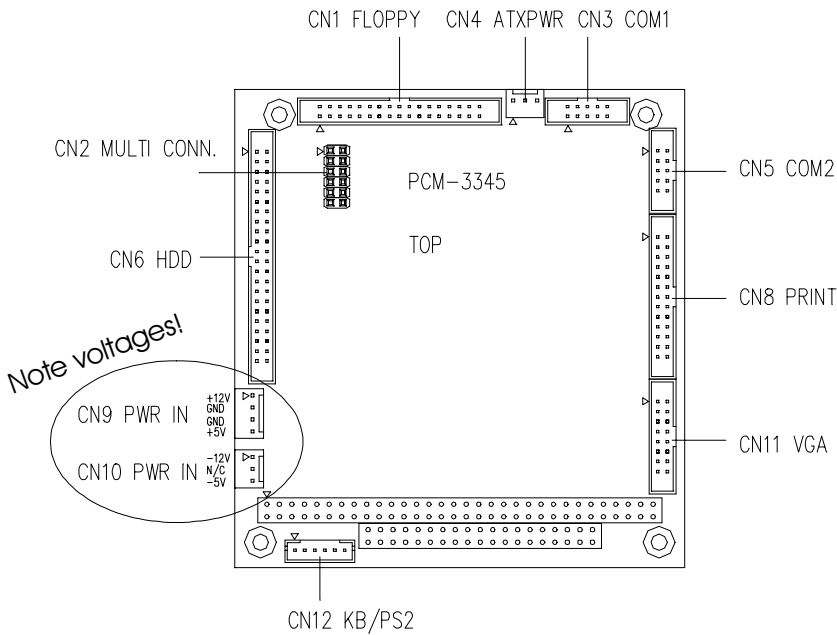 CN1 FLOPPY
CN4 ATXPWR
CN3 COM1
CN2 MULTI CONN.
PCM-3345
CN5 COM2
TOP
CN6 HDD
CN8 PRINT
Note voltages!
CN9 PWR IN
+12V
GND
GND
+5V
CN11 VGA
CN10 PWR IN
-12V
N/C
-5V
CN12 KB/PS2